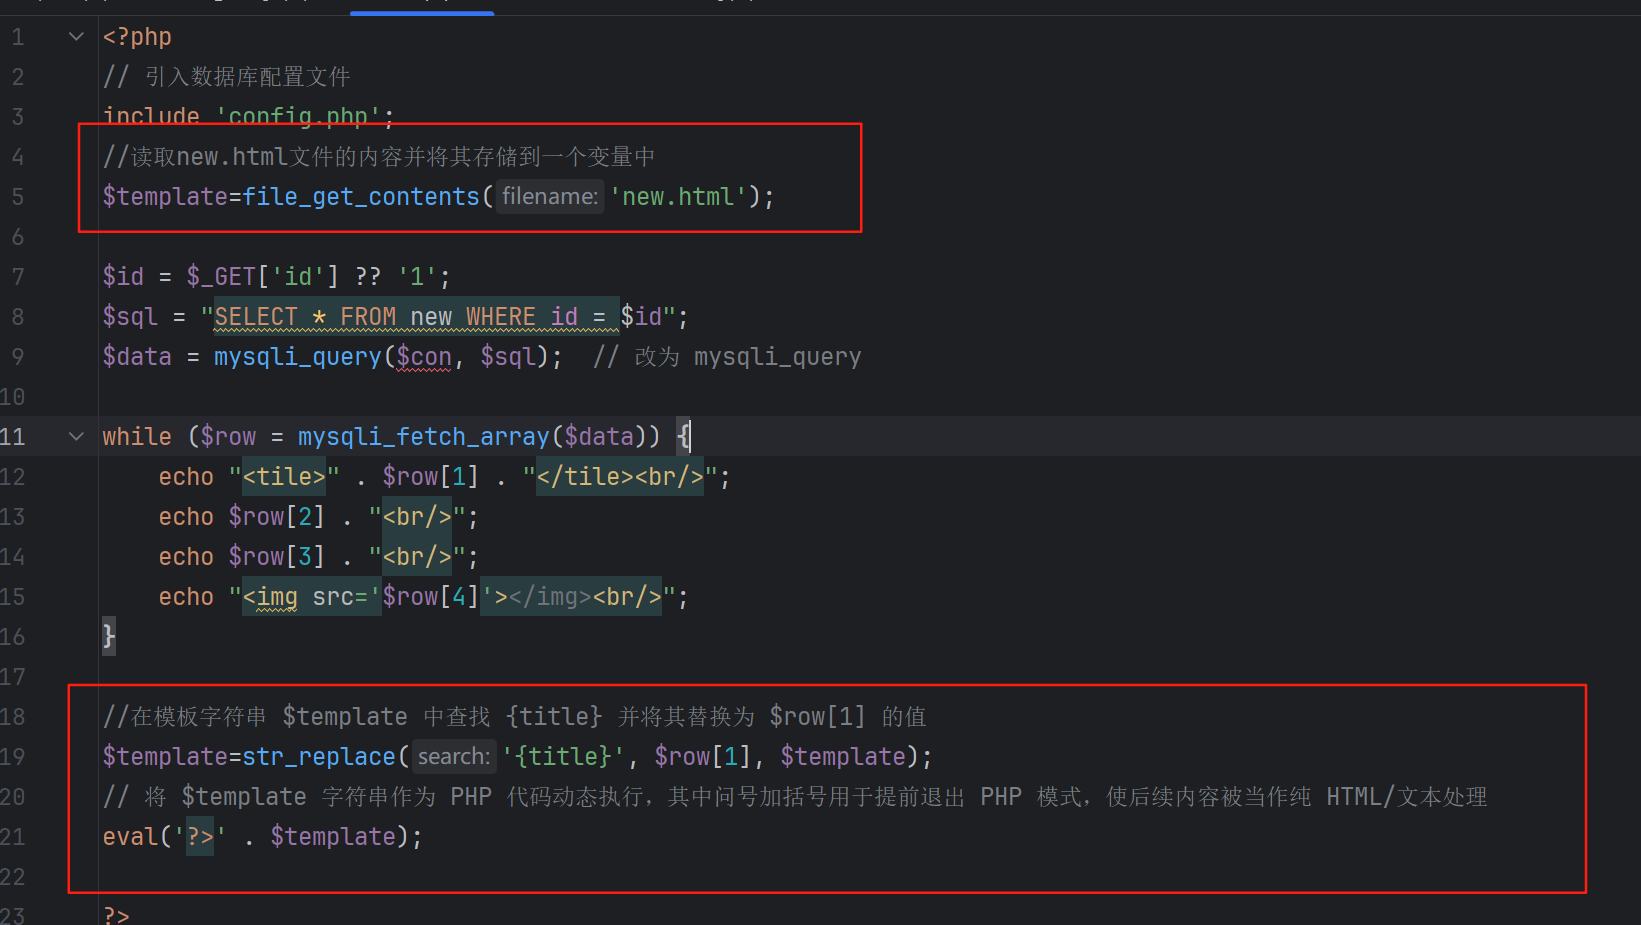 1 <?php
2 // 引入数据库配置文件
3 include 'config.php';
4 //读取new.html文件的内容并将其存储到一个变量中
5 $template=file_get_contents( filename: 'new.html');
6
7 $id = $_GET['id'] ?? '1';
8 $sql = "SELECT * FROM new WHERE id = $id";
9 $data = mysqli_query($con, $sql);  // 改为 mysqli_query
10
11 while ($row = mysqli_fetch_array($data)) {
12     echo "<tile>" . $row[1] . "</tile><br/>";
13     echo $row[2] . "<br/>";
14     echo $row[3] . "<br/>";
15     echo "<img src='$row[4]'></img><br/>";
16 }
17
18 //在模板字符串 $template 中查找 {title} 并将其替换为 $row[1] 的值
19 $template=str_replace( search: '{title}', $row[1], $template);
20 // 将 $template 字符串作为 PHP 代码动态执行，其中问号加括号用于提前退出 PHP 模式，使后续内容被当作纯 HTML/文本处理
21 eval('?>' . $template);
22
23 ?>